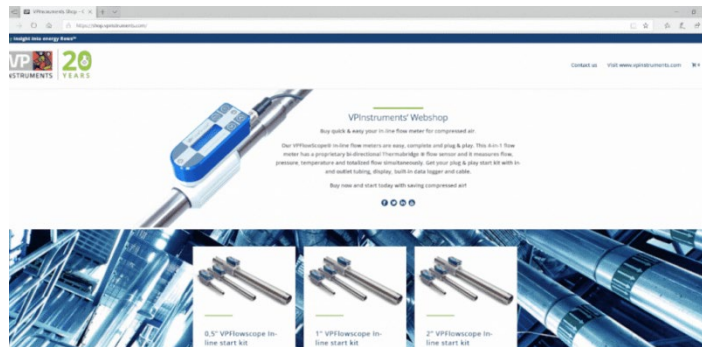 VPInstruments Shop -
https://shop.vpinstruments.com/
Insight into energy flows™
VP
INSTRUMENTS
20
YEARS
Contact us Visit www.vpinstruments.com
VPInstruments' Webshop
Buy quick & easy your in-line flow meter for compressed air
Our VPFlowScope® in-line flow meters are easy, complete and plug & play. This 4-in-1 flow
meter has a proprietary bi-directional Thermabridge ® flow sensor and it measures flow,
pressure, temperature and totalized flow simultaneously. Get your plug & play start kit with in-
and outlet tubing, display, built-in data logger and cable.
Buy now and start today with saving compressed air!
0,5" VPFlowscope In-
line start kit
1" VPFlowscope In-
line start kit
2" VPFlowscope In-
line start kit